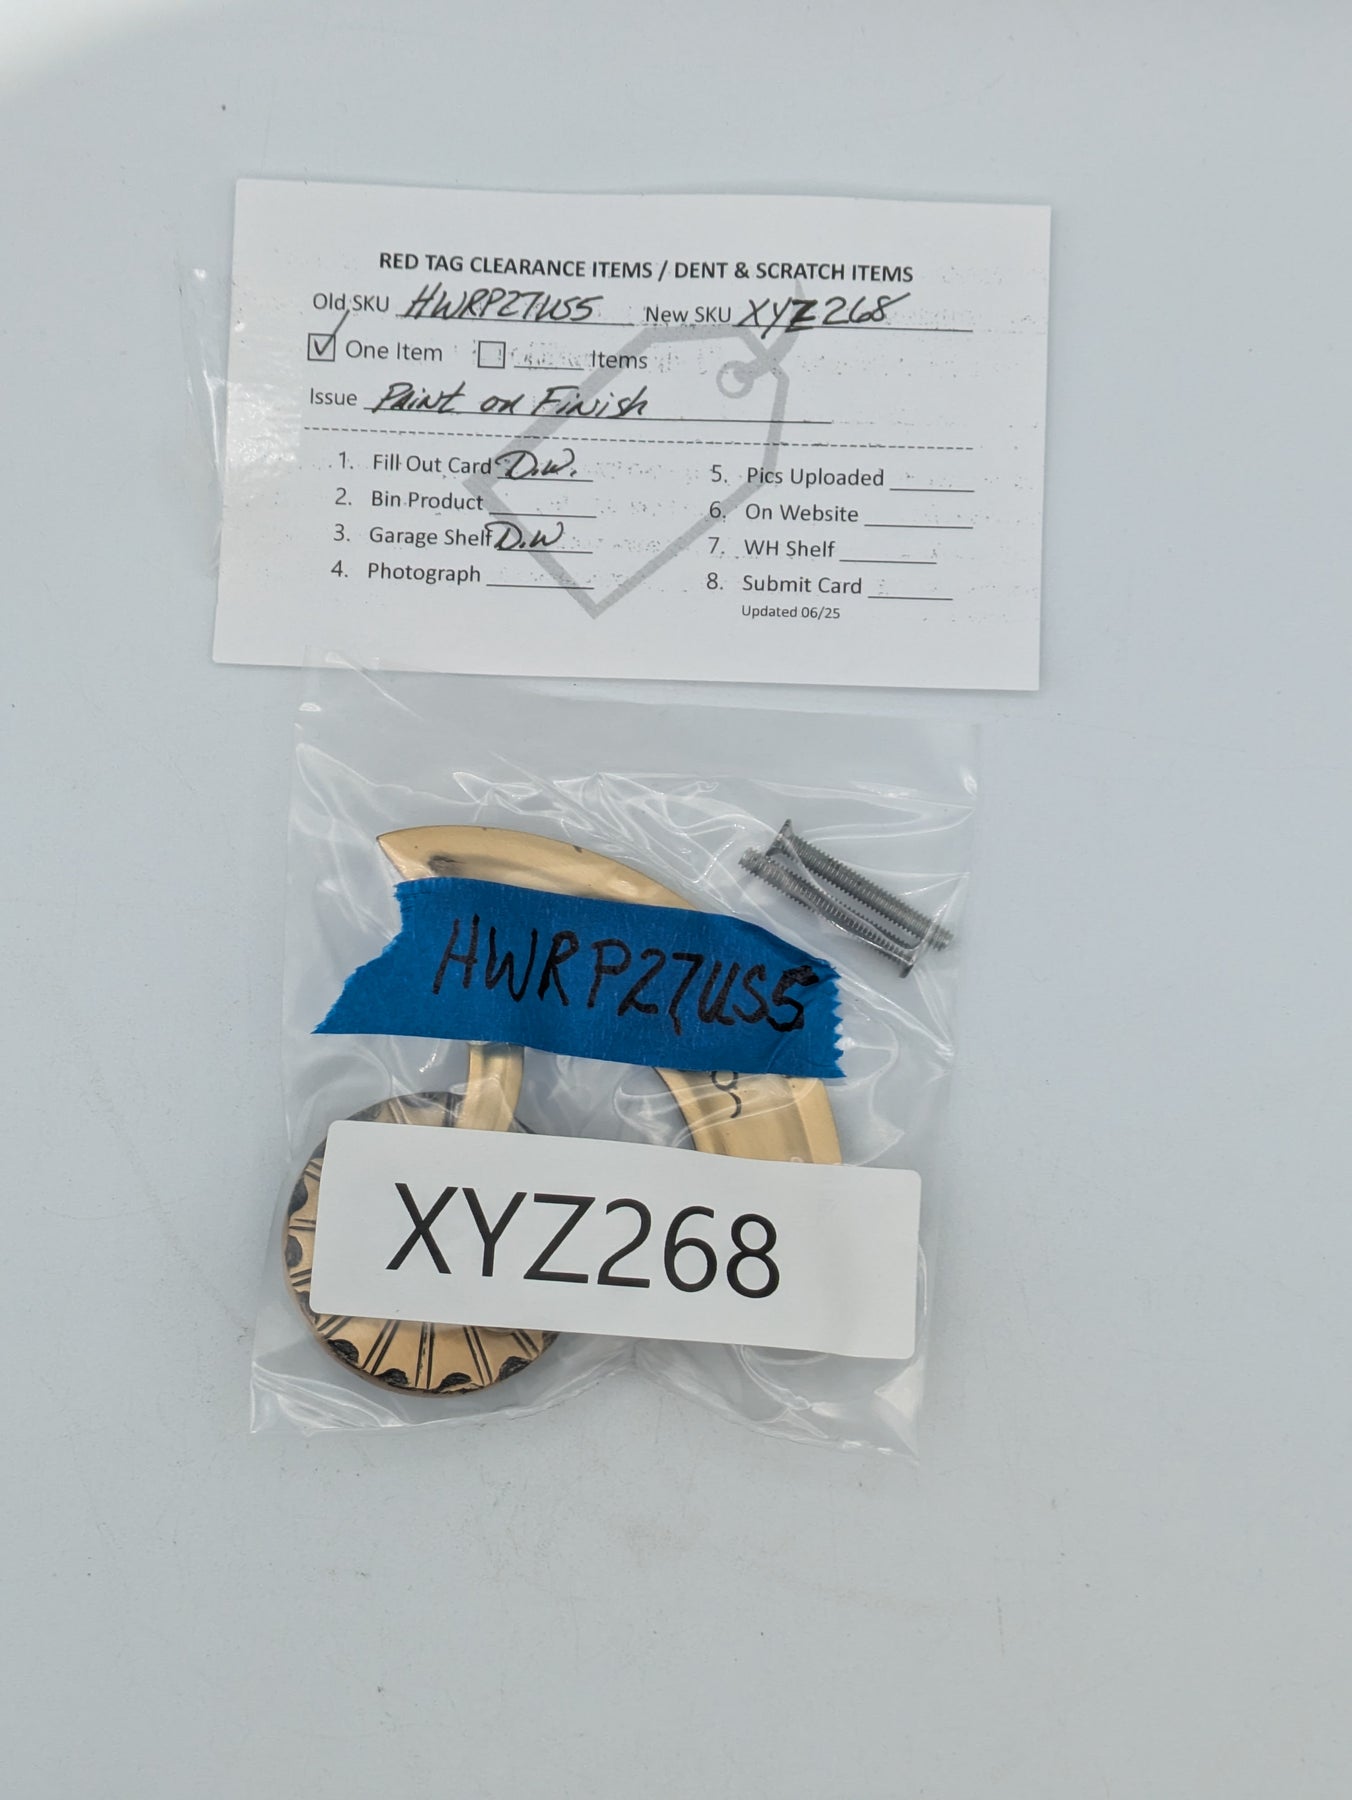 RED TAG CLEARANCE ITEMS / DENT & SCRATCH ITEMS
Old SKU HWRP27US5 New SKU XYZ268
One Item Items
Issue Paint on Finish
1. Fill Out Card D.W.
2. Bin Product
3. Garage Shelf D.W
4. Photograph
5. Pics Uploaded
6. On Website
7. WH Shelf
8. Submit Card
Updated 06/25
HWRP27US5
XYZ268